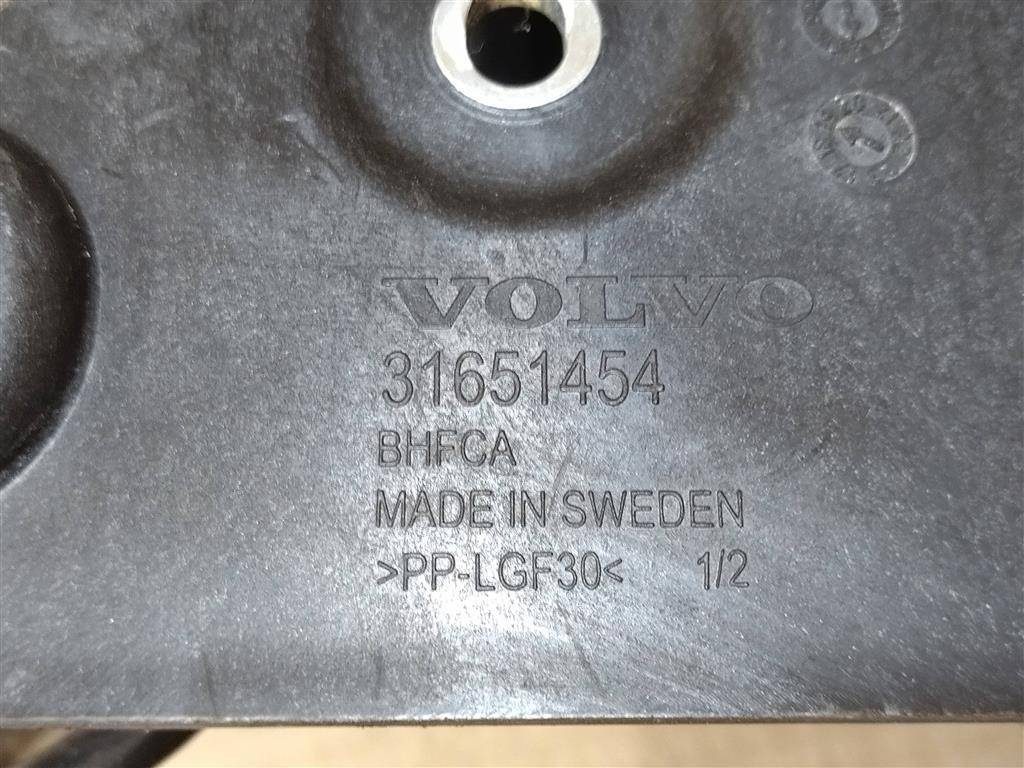 VOLVO
31651454
BHFCA
MADE IN SWEDEN
>PP-LGF30< 1/2